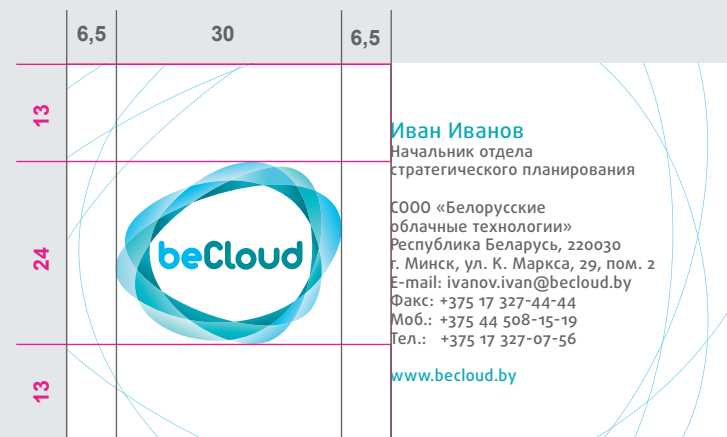 6,5
30
6,5
13
24
13
beCloud
Иван Иванов
Начальник отдела
стратегического планирования
СООО «Белорусские
облачные технологии»
Республика Беларусь, 220030
г. Минск, ул. К. Маркса, 29, пом. 2
E-mail: ivanov.ivan@becloud.by
Факс: +375 17 327-44-44
Моб.: +375 44 508-15-19
Тел.: +375 17 327-07-56
www.becloud.by